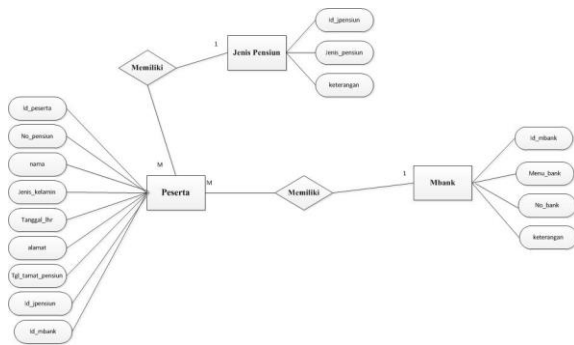 id_jpensiun
1
Jenis Pensiun
Jenis_pensiun
Memiliki
keterangan
Id_peserta
No_pensiun
nama
Jenis_kelamin
Tanggal_lhr
alamat
Tgl_tamat_pensiun
Id_jpensiun
Id_mbank
M
Peserta
M
Memiliki
1
Mbank
id_mbank
Menu_bank
No_bank
keterangan